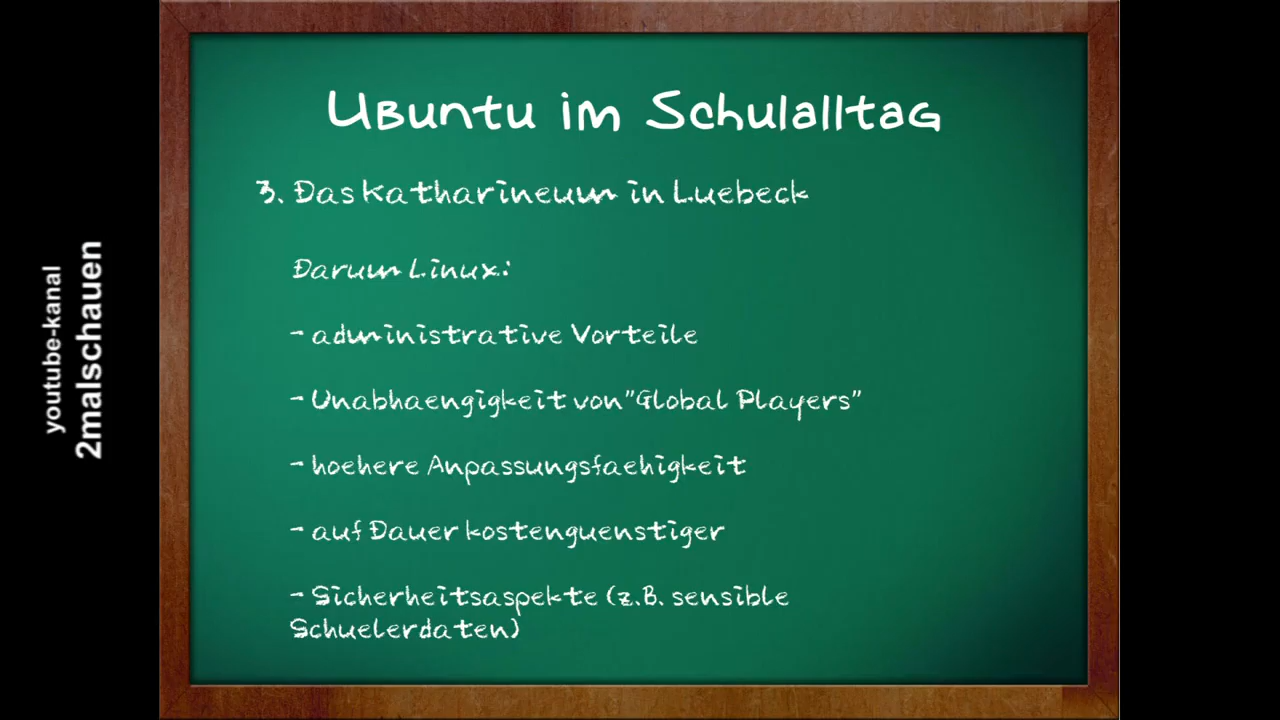 Ubuntu im Schulalltag
3. Das Katharineum in Luebeck
Darum Linux:
- administrative Vorteile
- Unabhaengigkeit von "Global Players"
- hoehere Anpassungsfaehigkeit
- auf Dauer kostenguenstiger
- Sicherheitsaspekte (z.B. sensible
Schuelerdaten)
youtube-kanal
2malschauen